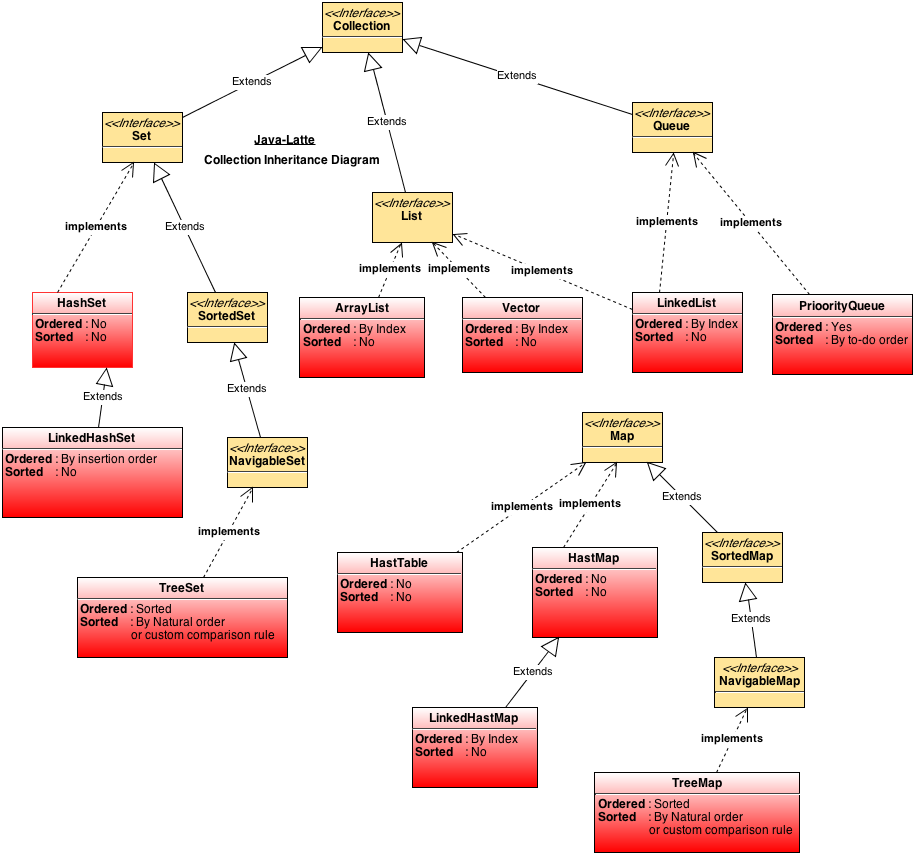 <<Interface>>
Collection
Extends
Extends
Extends
<<Interface>>
Set
<<Interface>>
Queue
Java-Latte
Collection Inheritance Diagram
<<Interface>>
List
implements
Extends
implements
implements
implements
implements
implements
<<Interface>>
SortedSet
HashSet
Ordered : No
Sorted : No
ArrayList
Ordered : By Index
Sorted : No
Vector
Ordered : By Index
Sorted : No
LinkedList
Ordered : By Index
Sorted : No
PrioorityQueue
Ordered : Yes
Sorted : By to-do order
Extends
Extends
LinkedHashSet
Ordered : By insertion order
Sorted : No
<<Interface>>
NavigableSet
<<Interface>>
Map
implements
implements
implements
Extends
TreeSet
Ordered : Sorted
Sorted : By Natural order
or custom comparison rule
HastTable
Ordered : No
Sorted : No
HastMap
Ordered : No
Sorted : No
<<Interface>>
SortedMap
Extends
Extends
<<Interface>>
NavigableMap
LinkedHastMap
Ordered : By Index
Sorted : No
implements
TreeMap
Ordered : Sorted
Sorted : By Natural order
or custom comparison rule